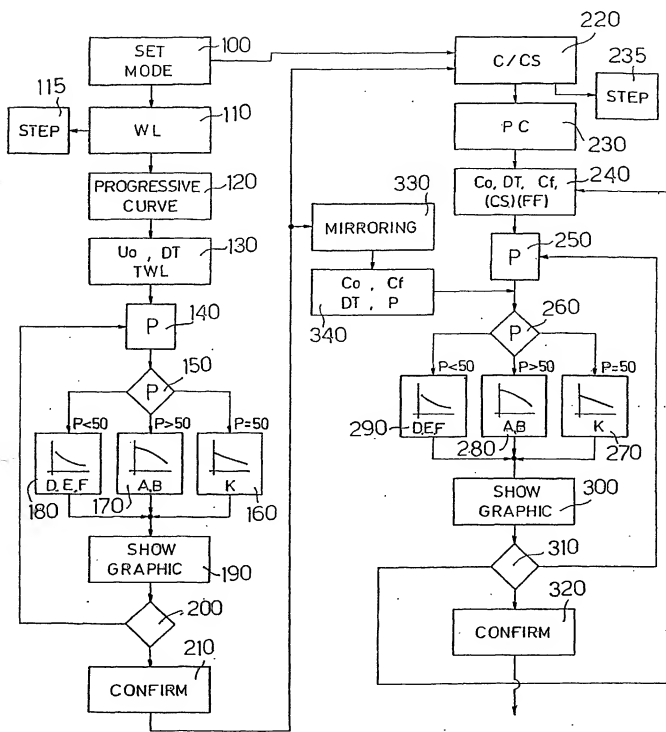 SET
MODE
100
115
STEP
WL
110
PROGRESSIVE
CURVE
120
Uo , DT
TWL
130
P
140
P
150
P<50
P>50
P=50
D, E, F
180
A,B
170
K
160
SHOW
GRAPHIC
190
200
210
CONFIRM
220
C/CS
235
STEP
PC
230
Co, DT, Cf,
(CS)(FF)
240
330
MIRRORING
Co , Cf
DT , P
340
P
250
P
260
P<50
P>50
P=50
D,E,F
290
A,B
280
K
270
SHOW
GRAPHIC
300
310
320
CONFIRM